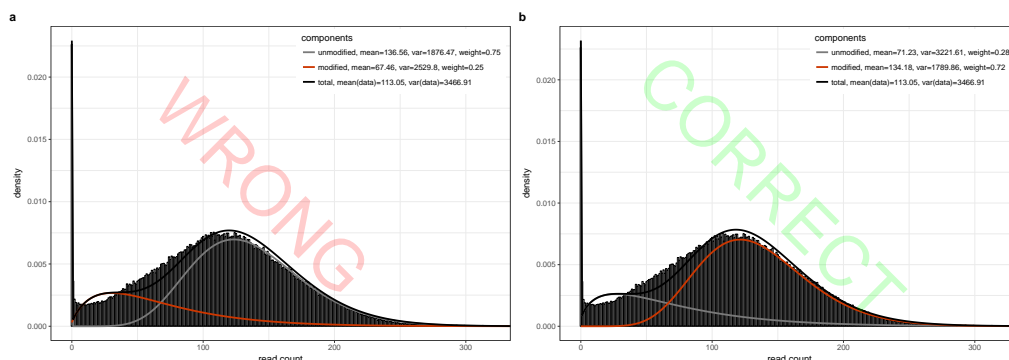 a
components
unmodified, mean=136.56, var=1876.47, weight=0.75
modified, mean=67.46, var=2529.8, weight=0.25
total, mean(data)=113.05, var(data)=3466.91
WRONG
density
0.020
0.015
0.010
0.005
0.000
0
100
200
300
read count
b
components
unmodified, mean=71.23, var=3221.61, weight=0.28
modified, mean=134.18, var=1789.86, weight=0.72
total, mean(data)=113.05, var(data)=3466.91
CORRECT
density
0.020
0.015
0.010
0.005
0.000
0
100
200
300
read count